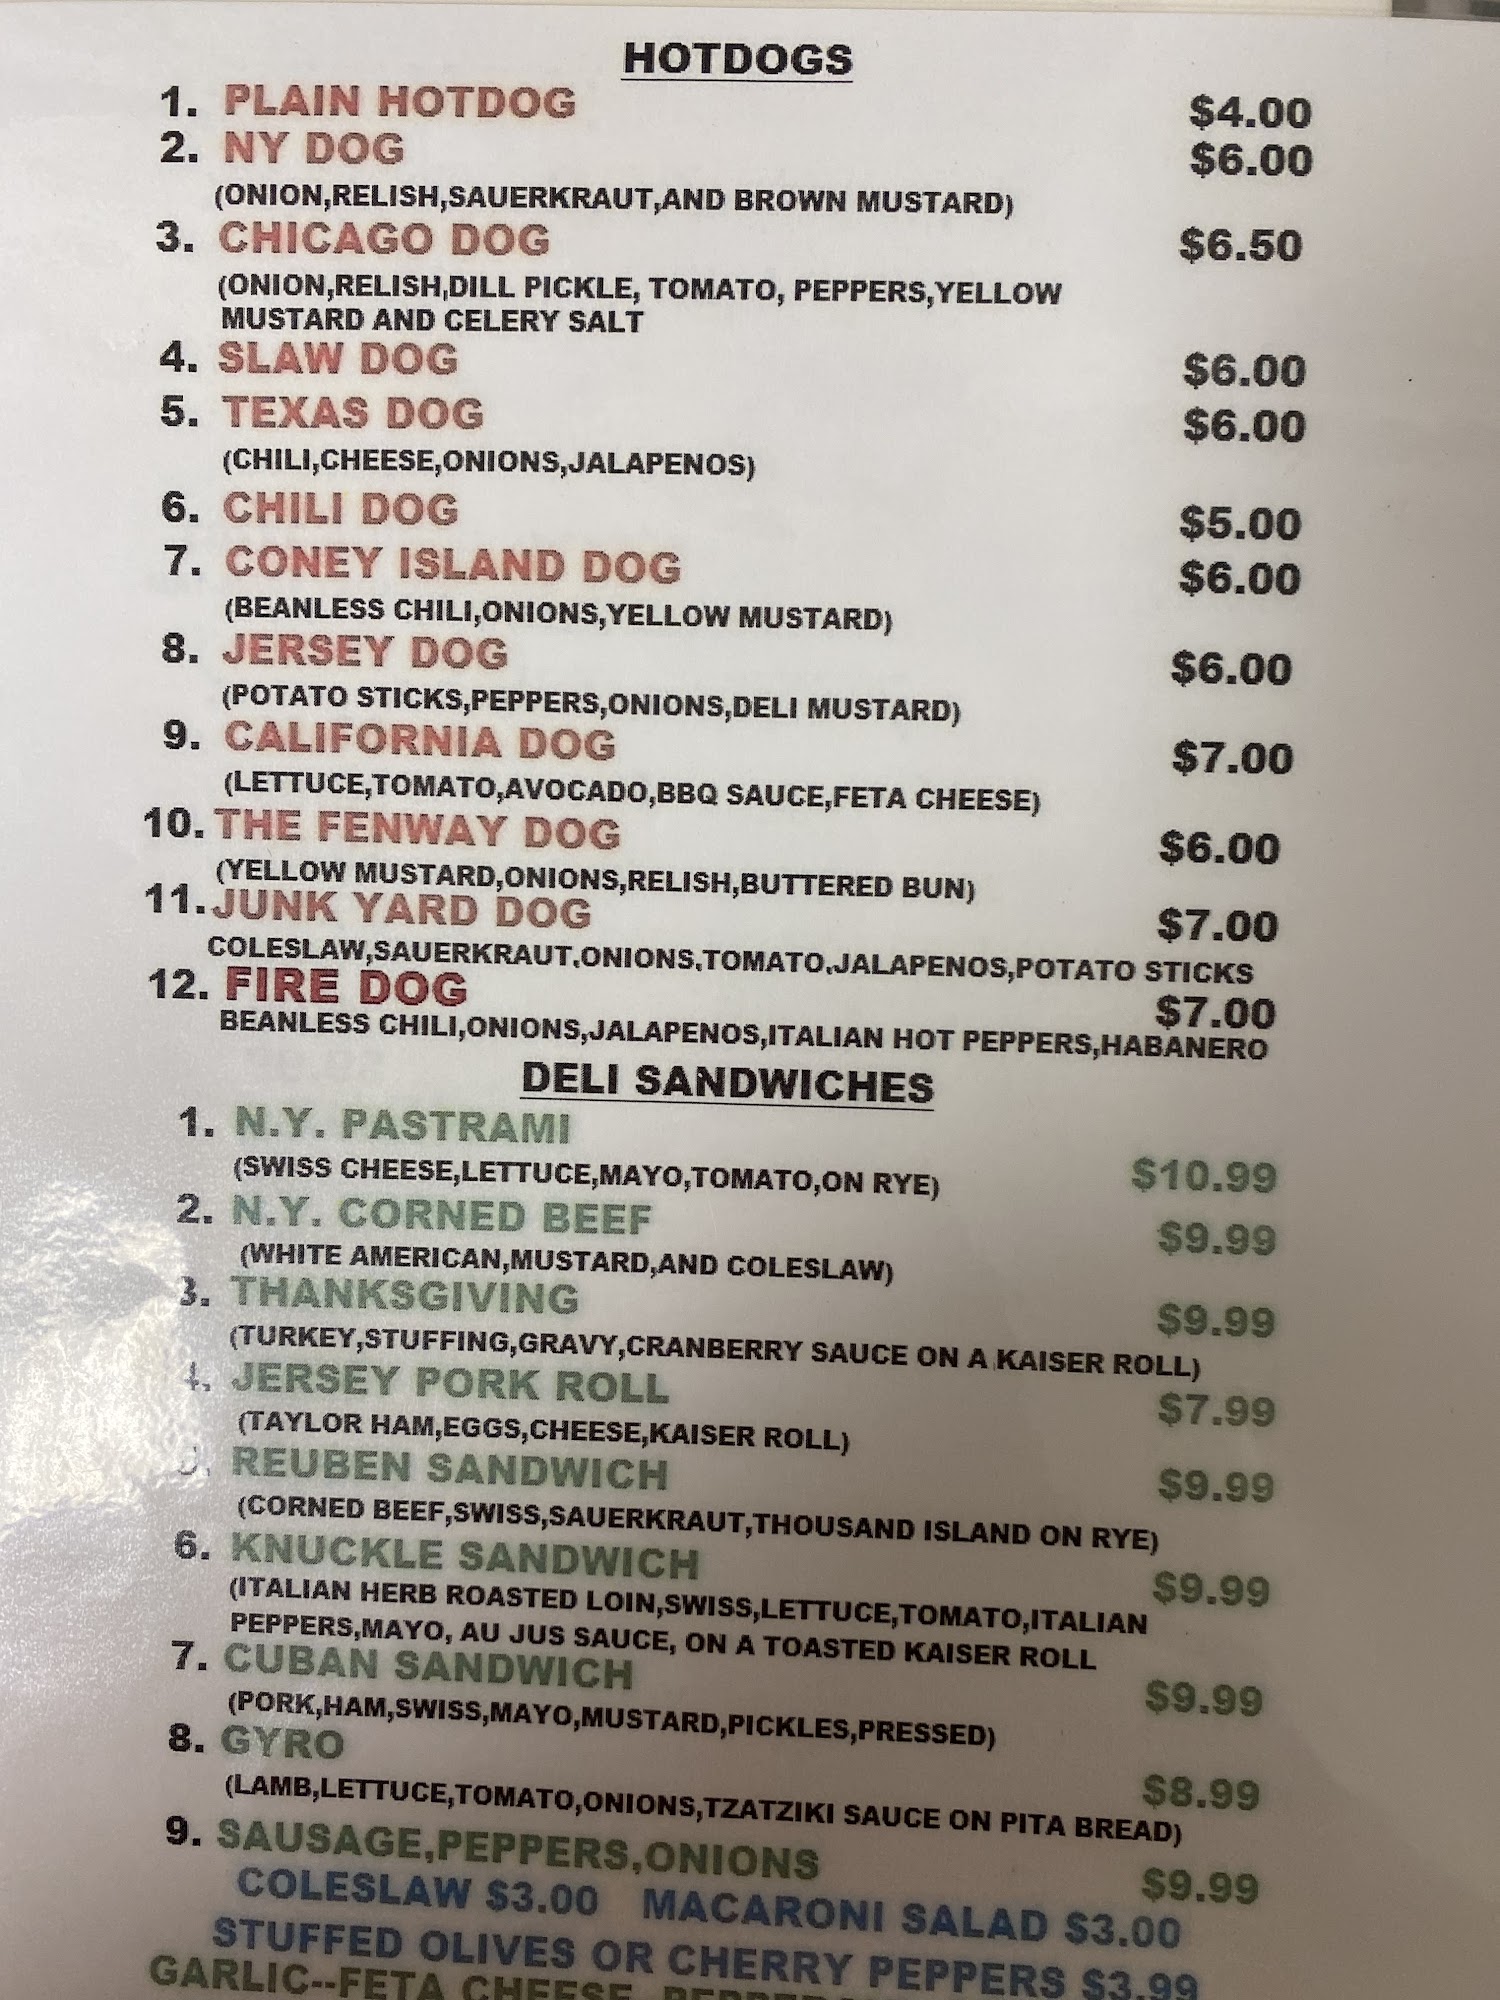 HOTDOGS
1. PLAIN HOTDOG $4.00
2. NY DOG $6.00
(ONION,RELISH,SAUERKRAUT,AND BROWN MUSTARD)
3. CHICAGO DOG $6.50
(ONION,RELISH,DILL PICKLE, TOMATO, PEPPERS,YELLOW
MUSTARD AND CELERY SALT
4. SLAW DOG $6.00
5. TEXAS DOG $6.00
(CHILI,CHEESE,ONIONS,JALAPENOS)
6. CHILI DOG $5.00
7. CONEY ISLAND DOG $6.00
(BEANLESS CHILI,ONIONS,YELLOW MUSTARD)
8. JERSEY DOG $6.00
(POTATO STICKS,PEPPERS,ONIONS,DELI MUSTARD)
9. CALIFORNIA DOG $7.00
(LETTUCE,TOMATO,AVOCADO,BBQ SAUCE,FETA CHEESE)
10. THE FENWAY DOG $6.00
(YELLOW MUSTARD,ONIONS,RELISH,BUTTERED BUN)
11. JUNK YARD DOG $7.00
COLESLAW,SAUERKRAUT,ONIONS,TOMATO,JALAPENOS,POTATO STICKS
12. FIRE DOG $7.00
BEANLESS CHILI,ONIONS,JALAPENOS,ITALIAN HOT PEPPERS,HABANERO
DELI SANDWICHES
1. N.Y. PASTRAMI
(SWISS CHEESE,LETTUCE,MAYO,TOMATO,ON RYE) $10.99
2. N.Y. CORNED BEEF $9.99
(WHITE AMERICAN,MUSTARD,AND COLESLAW)
3. THANKSGIVING $9.99
(TURKEY,STUFFING,GRAVY,CRANBERRY SAUCE ON A KAISER ROLL)
4. JERSEY PORK ROLL $7.99
(TAYLOR HAM,EGGS,CHEESE,KAISER ROLL)
5. REUBEN SANDWICH $9.99
(CORNED BEEF,SWISS,SAUERKRAUT,THOUSAND ISLAND ON RYE)
6. KNUCKLE SANDWICH $9.99
(ITALIAN HERB ROASTED LOIN,SWISS,LETTUCE,TOMATO,ITALIAN
PEPPERS,MAYO, AU JUS SAUCE, ON A TOASTED KAISER ROLL
7. CUBAN SANDWICH $9.99
(PORK,HAM,SWISS,MAYO,MUSTARD,PICKLES,PRESSED)
8. GYRO $8.99
(LAMB,LETTUCE,TOMATO,ONIONS,TZATZIKI SAUCE ON PITA BREAD)
9. SAUSAGE,PEPPERS,ONIONS $9.99
COLESLAW $3.00 MACARONI SALAD $3.00
STUFFED OLIVES OR CHERRY PEPPERS $3.99
GARLIC--FETA CHEESE